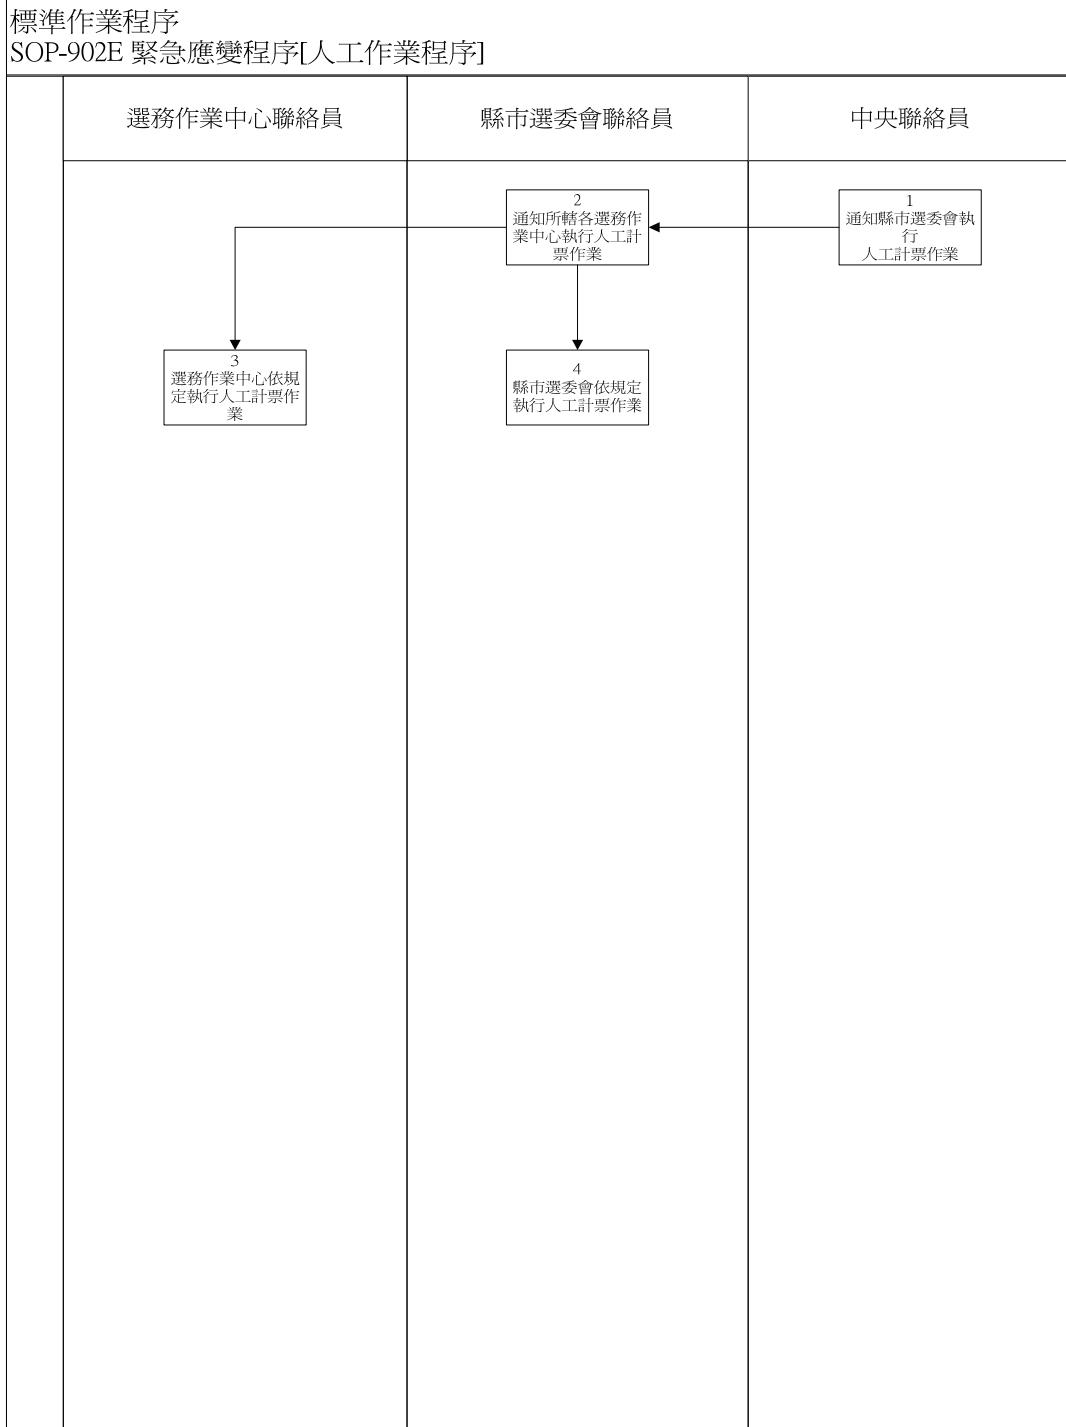 標準作業程序
SOP-902E 緊急應變程序[人工作業程序]
選務作業中心聯絡員
縣市選委會聯絡員
中央聯絡員
1
通知縣市選委會執
行
人工計票作業
2
通知所轄各選務作
業中心執行人工計
票作業
3
選務作業中心依規
定執行人工計票作
業
4
縣市選委會依規定
執行人工計票作業